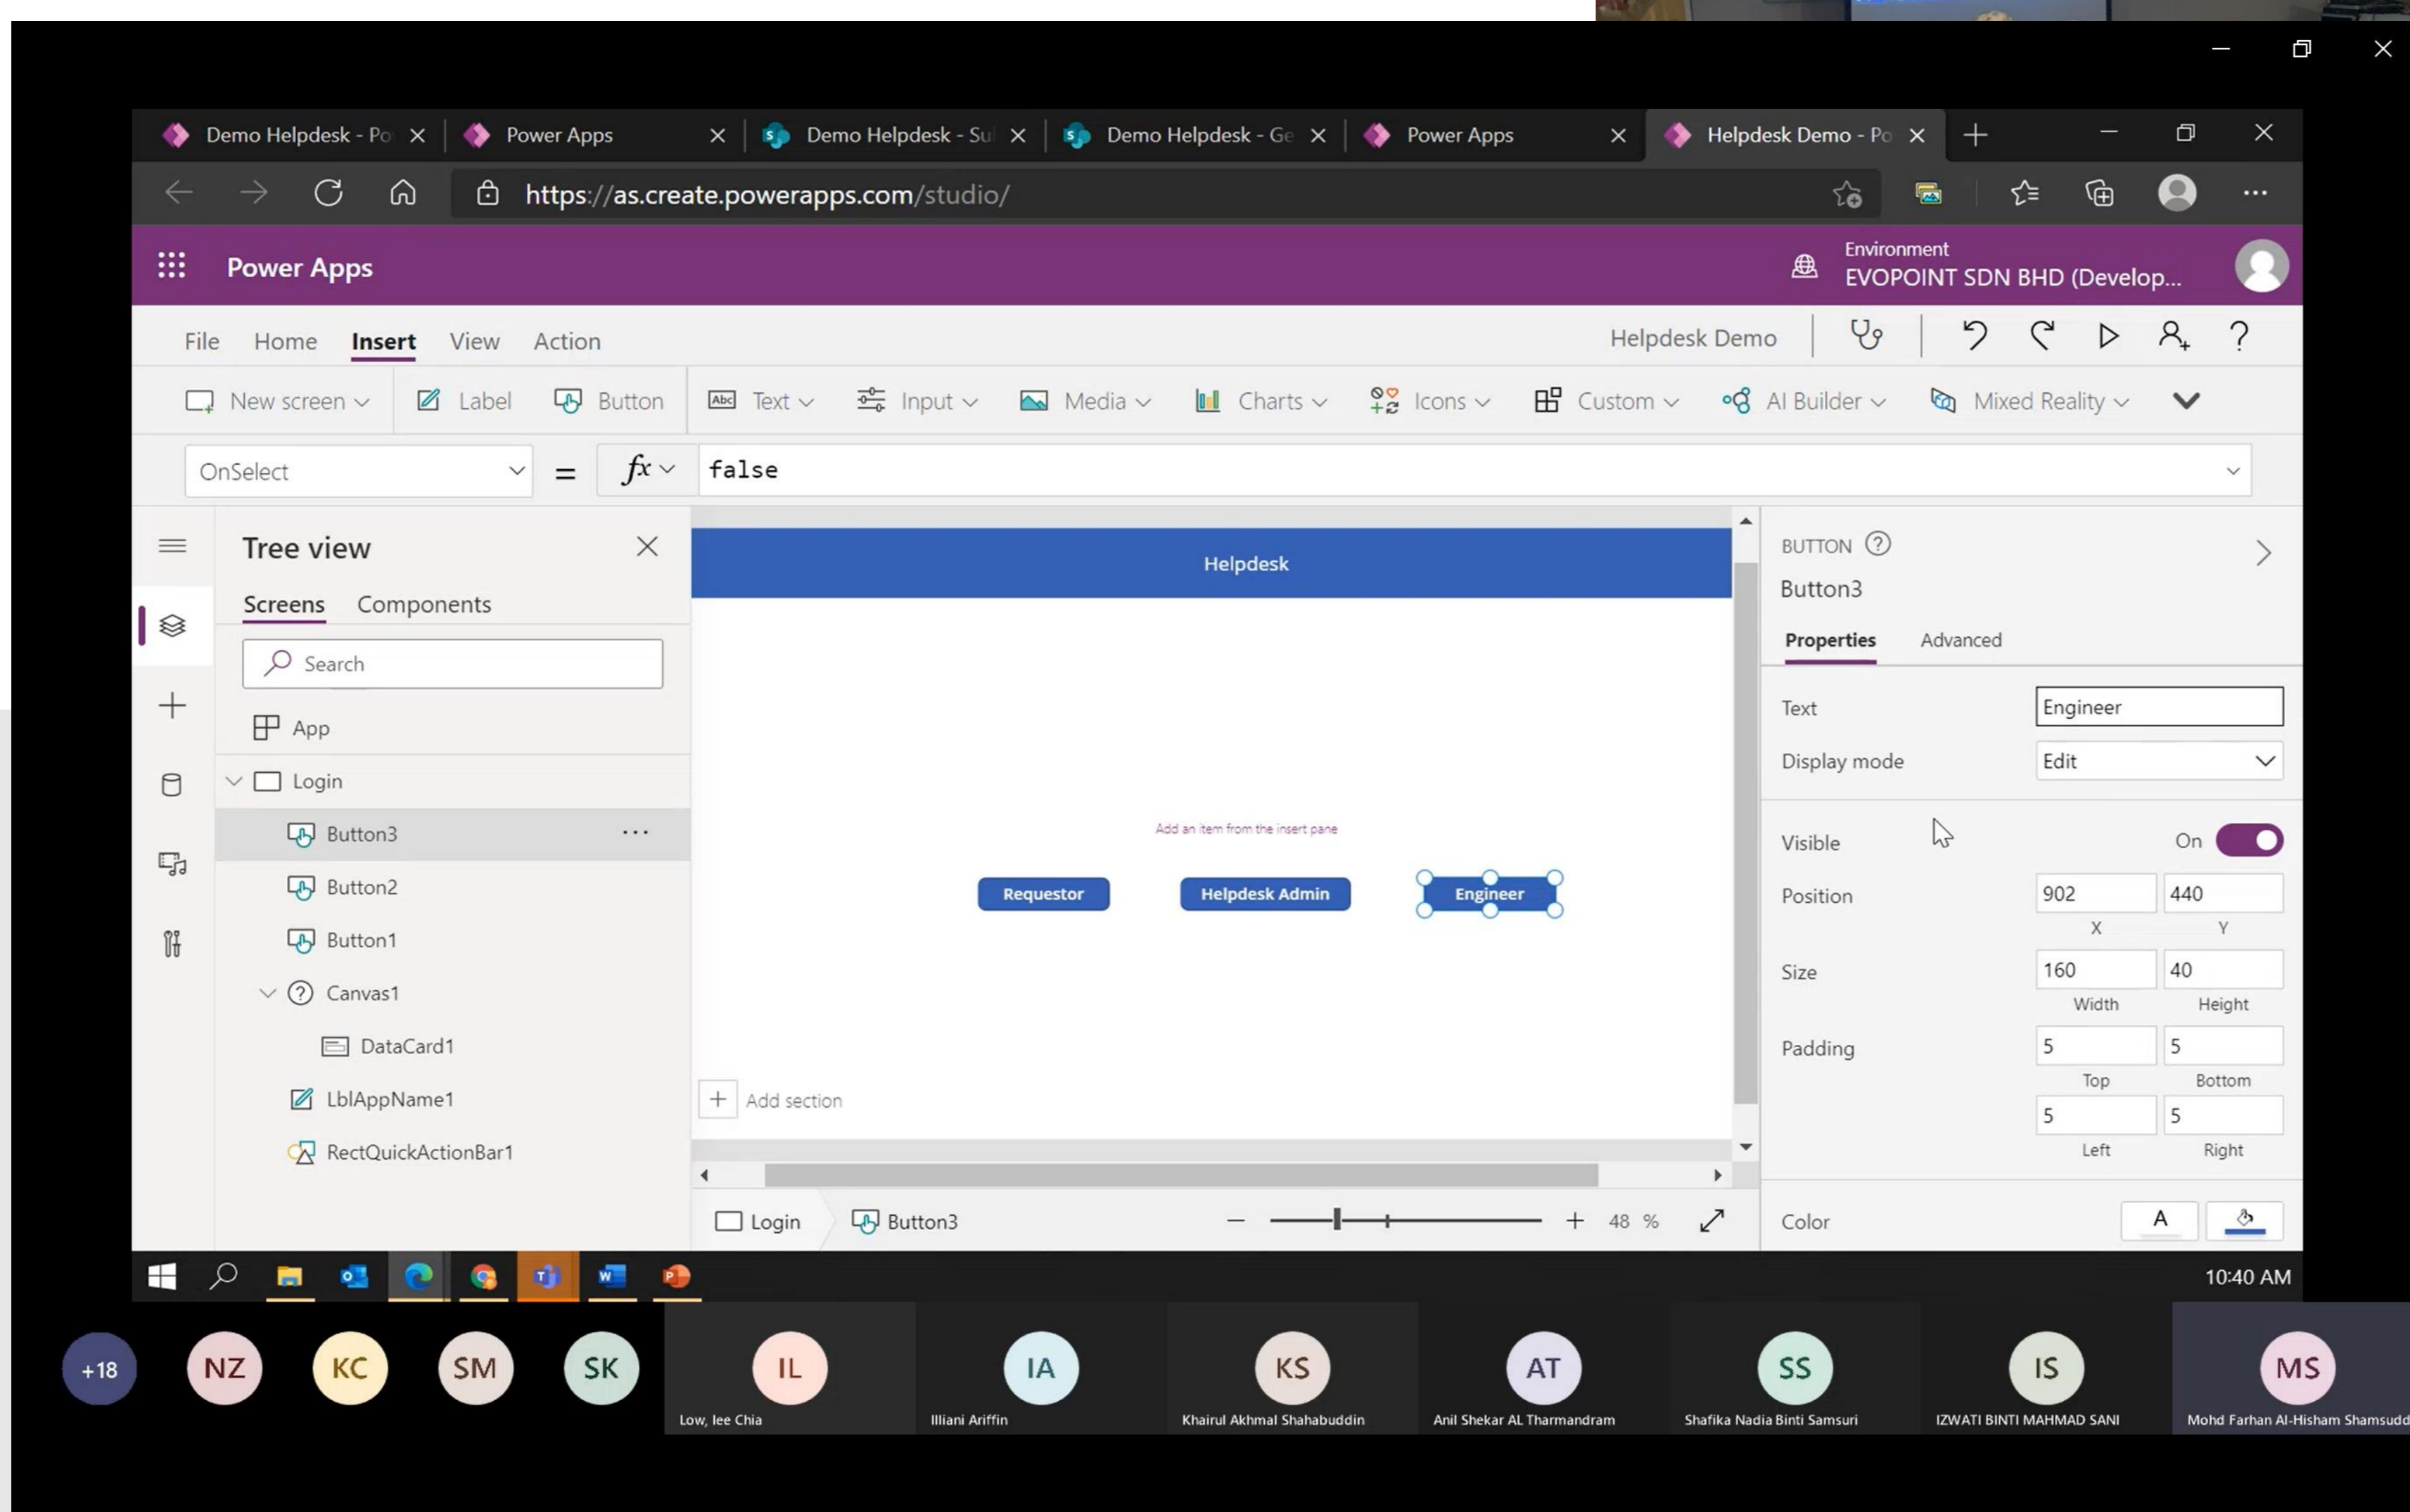 Demo Helpdesk - Po
Power Apps
Demo Helpdesk - Su
Demo Helpdesk - Ge
Power Apps
Helpdesk Demo - Po
https://as.create.powerapps.com/studio/
Power Apps
Environment
EVOPOINT SDN BHD (Develop...
File Home Insert View Action
Helpdesk Demo
New screen Label Button Text Input Media Charts Icons Custom AI Builder Mixed Reality
OnSelect = fx false
Tree view
Screens Components
Search
App
Login
Button3
Button2
Button1
Canvas1
DataCard1
LblAppName1
RectQuickActionBar1
Helpdesk
Add an item from the insert pane
Requestor
Helpdesk Admin
Engineer
Add section
Login Button3
48 %
BUTTON
Button3
Properties Advanced
Text Engineer
Display mode Edit
Visible On
Position 902 440
X Y
Size 160 40
Width Height
Padding 5 5
Top Bottom
5 5
Left Right
Color A
10:40 AM
+18 NZ KC SM SK IL IA KS AT SS IS MS
Low, Iee Chia
Illiani Ariffin
Khairul Akhmal Shahabuddin
Anil Shekar AL Tharmandram
Shafika Nadia Binti Samsuri
IZWATI BINTI MAHMAD SANI
Mohd Farhan Al-Hisham Shamsudd